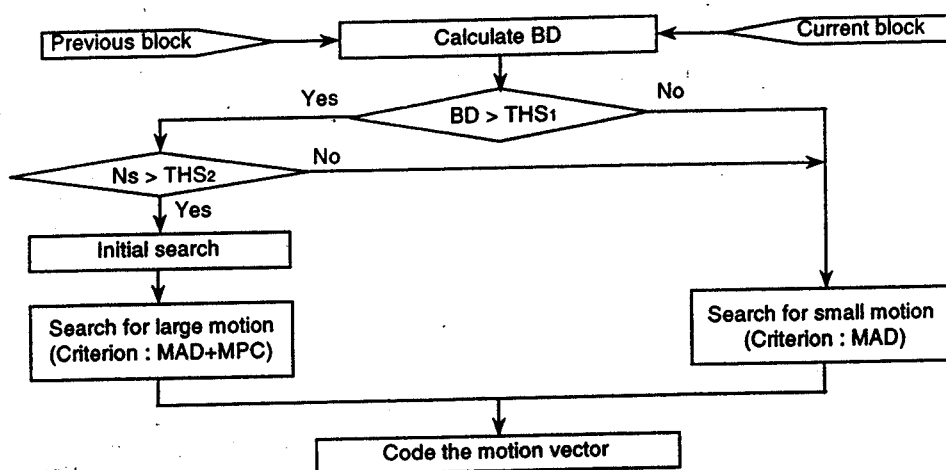 Previous block
Calculate BD
Current block
Yes
BD > THS1
No
Ns > THS2
No
Yes
Initial search
Search for large motion
(Criterion : MAD+MPC)
Search for small motion
(Criterion : MAD)
Code the motion vector